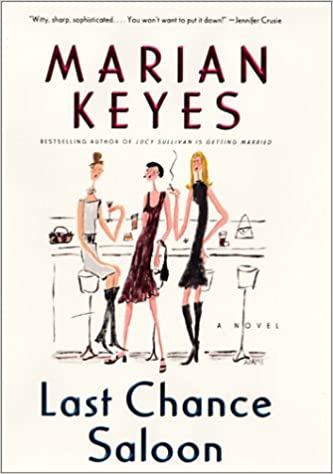 "Witty, sharp, sophisticated. . . . You won't want to put it down!" —Jennifer Crusie
MARIAN
KEYES
BESTSELLING AUTHOR OF LUCY SULLIVAN IS GETTING MARRIED
A NOVEL
Last Chance
Saloon